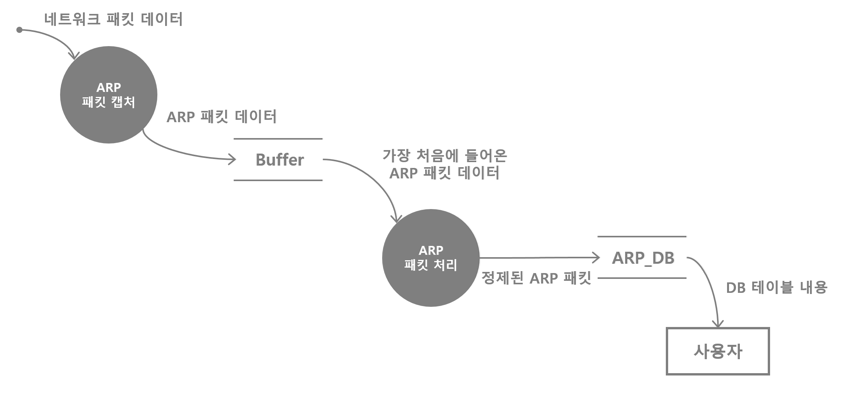 네트워크 패킷 데이터
ARP
패킷 캡처
ARP 패킷 데이터
Buffer
가장 처음에 들어온
ARP 패킷 데이터
ARP
패킷 처리
정제된 ARP 패킷
ARP_DB
DB 테이블 내용
사용자